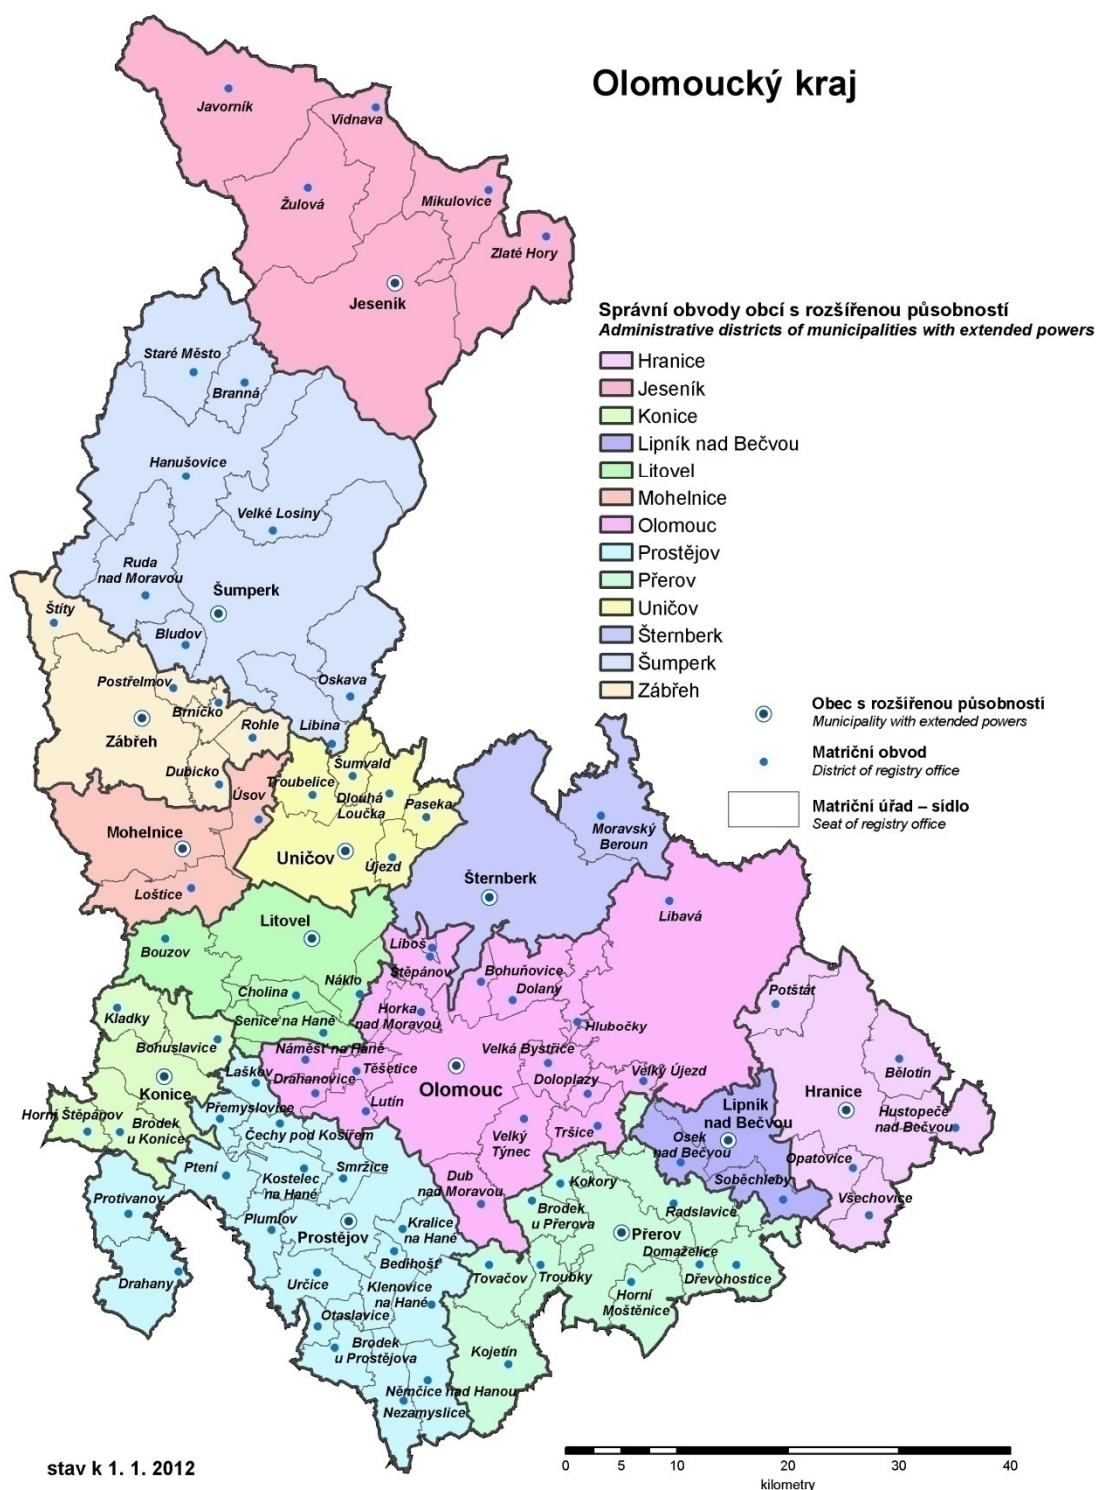 Olomoucký kraj
Javorník
Vidnava
Žulová
Mikulovice
Zlaté Hory
Jeseník
Správní obvody obcí s rozšířenou působností
Administrative districts of municipalities with extended powers
Hranice
Jeseník
Konice
Lipník nad Bečvou
Litovel
Mohelnice
Olomouc
Prostějov
Přerov
Uničov
Šternberk
Šumperk
Zábřeh
Obec s rozšířenou působností
Municipality with extended powers
Matriční obvod
District of registry office
Matriční úřad – sídlo
Seat of registry office
Staré Město
Branná
Hanušovice
Velké Losiny
Ruda
nad Moravou
Šumperk
Štíty
Bludov
Postřelmov
Oskava
Brníčko
Rohle
Libina
Zábřeh
Dubicko
Úsov
Šumvald
Troubelice
Dlouhá
Loučka
Paseka
Mohelnice
Uničov
Újezd
Loštice
Moravský
Beroun
Šternberk
Litovel
Libavá
Bouzov
Liboš
Štěpánov
Bohuňovice
Dolany
Náklo
Cholina
Horka
nad Moravou
Senice na Hané
Hlubočky
Potštát
Kladky
Bohuslavice
Náměšť na Hané
Velká Bystřice
Laškov
Těšetice
Drahanovice
Olomouc
Doloplazy
Velký Újezd
Bělotín
Konice
Lutín
Hranice
Přemyslovice
Lipník
nad Bečvou
Hustopeče
nad Bečvou
Horní Štěpánov
Brodek
u Konice
Čechy pod Košířem
Velký
Týnec
Tršice
Osek
nad Bečvou
Opatovice
Ptení
Smržice
Kostelec
na Hané
Dub
nad Moravou
Kokory
Soběchleby
Všechovice
Protivanov
Plumlov
Prostějov
Kralice
na Hané
Brodek
u Přerova
Radslavice
Přerov
Bedihošť
Domaželice
Drahany
Určice
Klenovice
na Hané
Tovačov
Troubky
Dřevohostice
Horní
Moštěnice
Otaslavice
Brodek
u Prostějova
Kojetín
Němčice nad Hanou
Nezamyslice
stav k 1. 1. 2012
0 5 10 20 30 40
kilometry